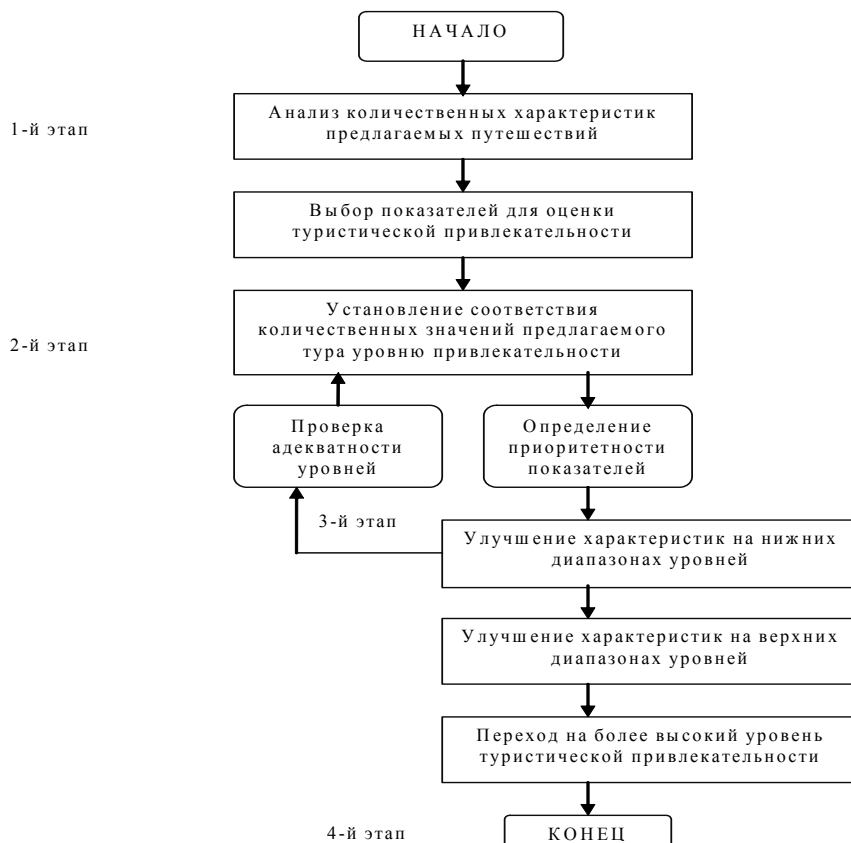 НАЧАЛО
1-й этап
Анализ количественных характеристик
предлагаемых путешествий
Выбор показателей для оценки
туристической привлекательности
2-й этап
Установление соответствия
количественных значений предлагаемого
тура уровню привлекательности
Проверка
адекватности
уровней
Определение
приоритетности
показателей
3-й этап
Улучшение характеристик на нижних
диапазонах уровней
Улучшение характеристик на верхних
диапазонах уровней
Переход на более высокий уровень
туристической привлекательности
4-й этап
КОНЕЦ